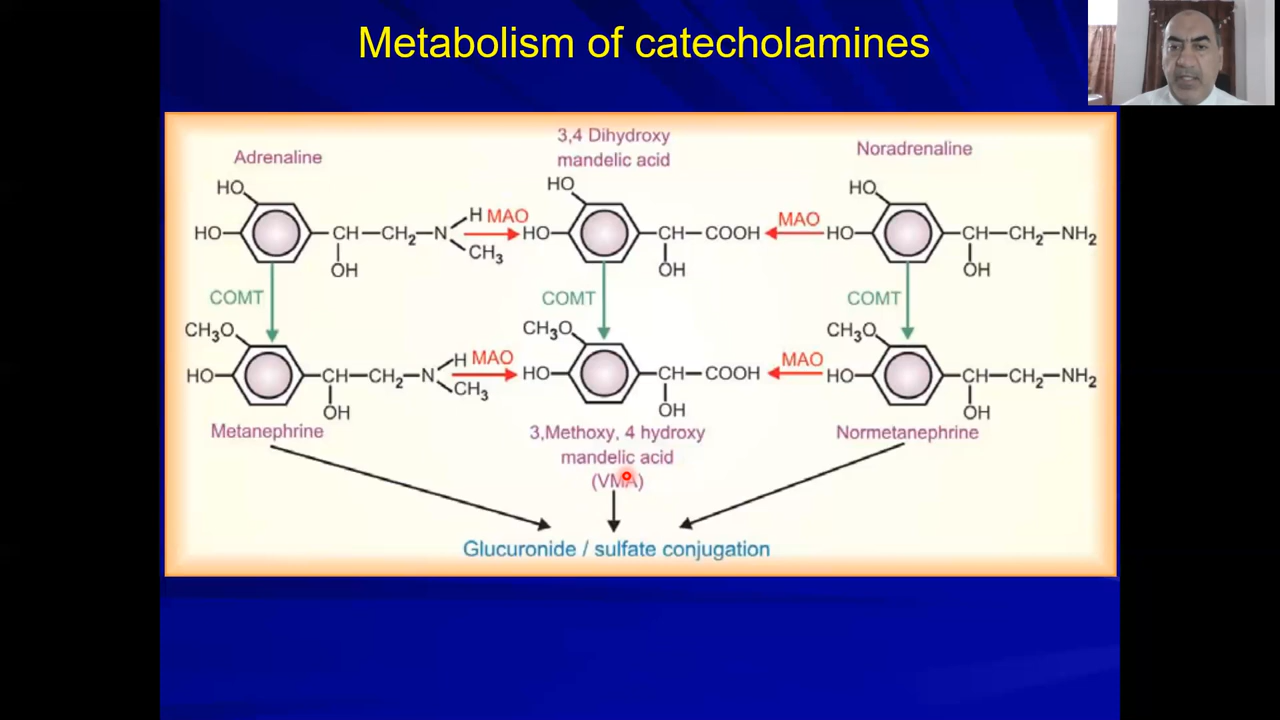 Metabolism of catecholamines
Adrenaline
3,4 Dihydroxy
mandelic acid
Noradrenaline
HO
HO
HO
HO–
–CH–CH₂–N
H
CH₃
OH
MAO
HO
–CH–COOH
OH
MAO
HO
–CH–CH₂–NH₂
OH
COMT
COMT
COMT
CH₃O
CH₃O
CH₃O
HO–
–CH–CH₂–N
H
CH₃
OH
MAO
HO
–CH–COOH
OH
MAO
HO
–CH–CH₂–NH₂
OH
Metanephrine
3,Methoxy, 4 hydroxy
mandelic acid
(VMA)
Normetanephrine
Glucuronide / sulfate conjugation